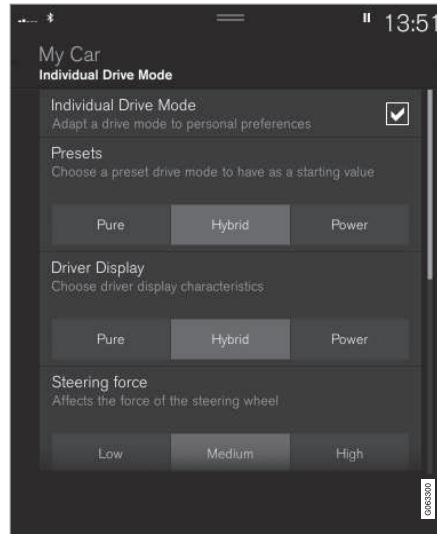 13:51
My Car
Individual Drive Mode
Individual Drive Mode
Adapt a drive mode to personal preferences
Presets
Choose a preset drive mode to have as a starting value
Pure Hybrid Power
Driver Display
Choose driver display characteristics
Pure Hybrid Power
Steering force
Affects the force of the steering wheel
Low Medium High
G063300